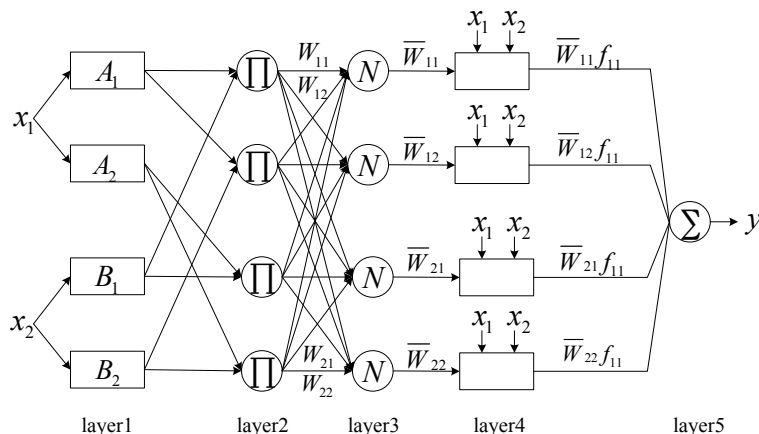 x₁ x₂
A₁ ∏ W₁₁ N W̅₁₁ W̅₁₁f₁₁
W₁₂
x₁
x₁ x₂
A₂ ∏ N W̅₁₂ W̅₁₂f₁₁
∑ y
x₁ x₂
B₁ ∏ N W̅₂₁ W̅₂₁f₁₁
x₂
x₁ x₂
W₂₁
B₂ ∏ W₂₂ N W̅₂₂ W̅₂₂f₁₁
layer1 layer2 layer3 layer4 layer5